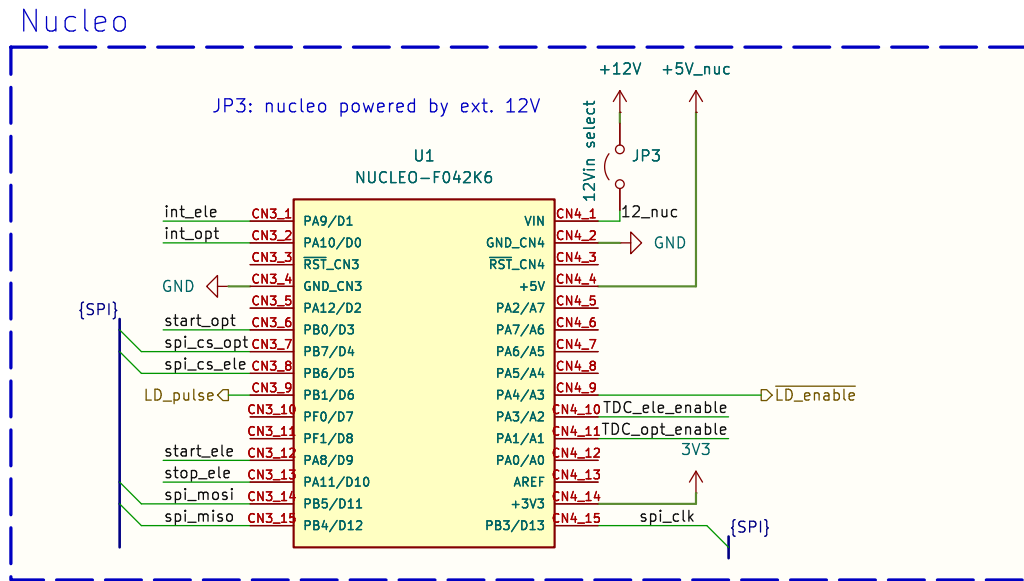 Nucleo
+12V +5V_nuc
JP3: nucleo powered by ext. 12V
12Vin select
JP3
U1
NUCLEO-F042K6
int_ele CN3_1 PA9/D1 VIN CN4_1 12_nuc
int_opt CN3_2 PA10/D0 GND_CN4 CN4_2 GND
CN3_3 RST_CN3 RST_CN4 CN4_3
GND CN3_4 GND_CN3 +5V CN4_4
CN3_5 PA12/D2 PA2/A7 CN4_5
{SPI}
start_opt CN3_6 PB0/D3 PA7/A6 CN4_6
spi_cs_opt CN3_7 PB7/D4 PA6/A5 CN4_7
spi_cs_ele CN3_8 PB6/D5 PA5/A4 CN4_8
LD_pulse CN3_9 PB1/D6 PA4/A3 CN4_9 LD_enable
CN3_10 PF0/D7 PA3/A2 CN4_10 TDC_ele_enable
CN3_11 PF1/D8 PA1/A1 CN4_11 TDC_opt_enable
start_ele CN3_12 PA8/D9 PA0/A0 CN4_12 3V3
stop_ele CN3_13 PA11/D10 AREF CN4_13
spi_mosi CN3_14 PB5/D11 +3V3 CN4_14
spi_miso CN3_15 PB4/D12 PB3/D13 CN4_15 spi_clk {SPI}